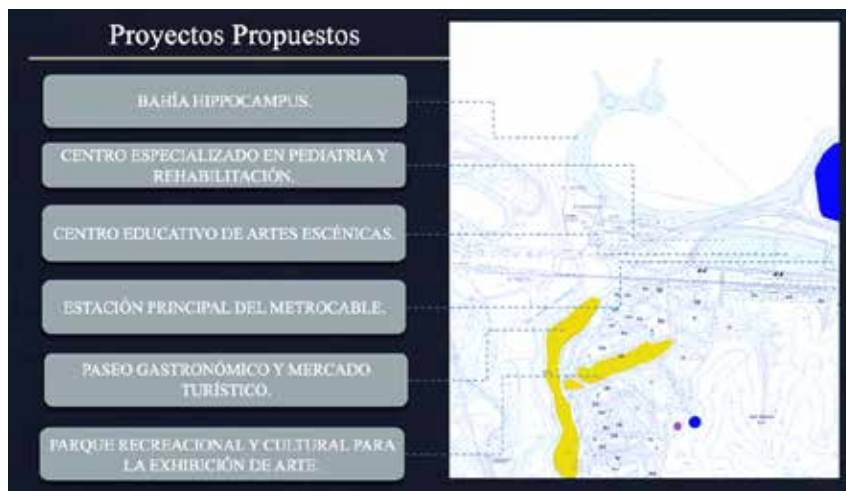 Proyectos Propuestos
BAHÍA HIPPOCAMPUS.
CENTRO ESPECIALIZADO EN PEDIATRIA Y
REHABILITACIÓN.
CENTRO EDUCATIVO DE ARTES ESCÉNICAS.
ESTACIÓN PRINCIPAL DEL METROCABLE.
PASEO GASTRONÓMICO Y MERCADO
TURÍSTICO.
PARQUE RECREACIONAL Y CULTURAL PARA
LA EXHIBICIÓN DE ARTE.